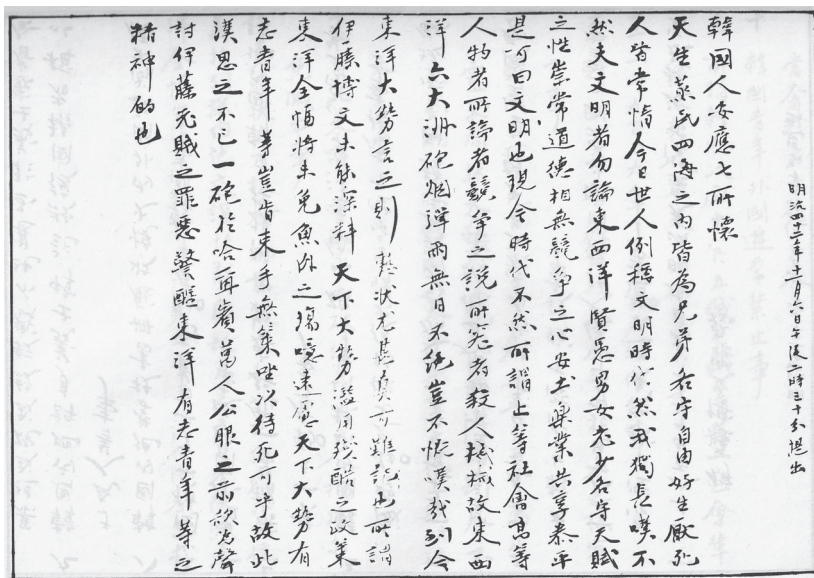 明治四十二年十一月六日午後二時三十分提出
韓國人安應七所懷
天生蒸民四海之內皆為兄弟各守自由好生厭死
人皆常情今日世人例稱文明時代然我獨長嘆不
然夫文明者勿論東西洋賢愚男女老少各守天賦
之性崇常道德相無競爭之心安土樂業共享泰平
是可曰文明也現今時代不然所謂上等社會高等
人物者所論者競爭之說所究者殺人機械故東西
洋六大洲砲烟彈雨無日不絕豈不慨嘆哉到今
東洋大勢言之則慘狀尤甚真可難記也所謂
伊藤博文未能深料天下大勢濫用殘酷之政策
東洋全幅將未免魚肉之場噫遠慮天下大勢有
志青年等豈肯束手無策坐以待死可乎故此
漢思之不已一砲於哈爾賓萬人公眼之前欲為聲
討伊藤老賊之罪惡警醒東洋有志青年等之
精神的也